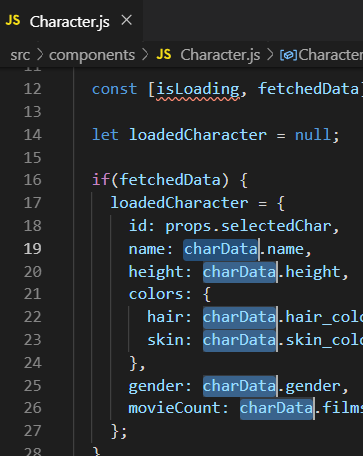 JS Character.js ×
src > components > JS Character.js > Character
11
12 const [isLoading, fetchedData]
13
14 let loadedCharacter = null;
15
16 if(fetchedData) {
17 loadedCharacter = {
18 id: props.selectedChar,
19 name: charData.name,
20 height: charData.height,
21 colors: {
22 hair: charData.hair_colo
23 skin: charData.skin_colo
24 },
25 gender: charData.gender,
26 movieCount: charData.films
27 };
28 }